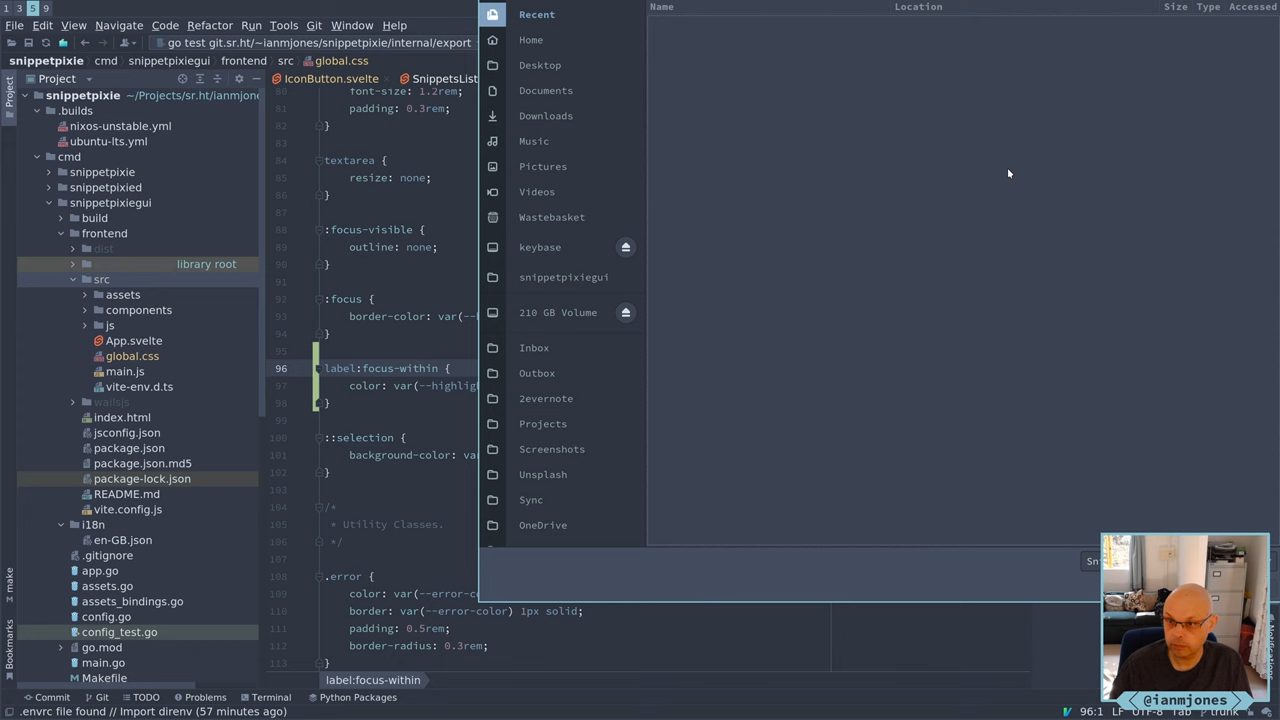 1 3 5 9
File Edit View Navigate Code Refactor Run Tools Git Window Help
go test git.sr.ht/~ianmjones/snippetpixie/internal/export
snippetpixie cmd snippetpixiegui frontend src global.css
Project
IconButton.svelte SnippetsList
Project
snippetpixie ~/Projects/sr.ht/ianmjones
.builds
nixos-unstable.yml
ubuntu-lts.yml
cmd
snippetpixie
snippetpixied
snippetpixiegui
build
frontend
dist
library root
src
assets
components
js
App.svelte
global.css
main.js
vite-env.d.ts
wailsjs
index.html
jsconfig.json
package.json
package.json.md5
package-lock.json
README.md
vite.config.js
i18n
en-GB.json
.gitignore
app.go
assets.go
assets_bindings.go
config.go
config_test.go
go.mod
main.go
Makefile
make
Bookmarks
80 font-size: 1.2rem;
81 padding: 0.3rem;
82 }
83
84 textarea {
85 resize: none;
86 }
87
88 :focus-visible {
89 outline: none;
90 }
91
92 :focus {
93 border-color: var(--h
94 }
95
96 label:focus-within {
97 color: var(--highlig
98 }
99
100 ::selection {
101 background-color: va
102 }
103
104 /*
105 * Utility Classes.
106 */
107
108 .error {
109 color: var(--error-c
110 border: var(--error-color) 1px solid;
111 padding: 0.5rem;
112 border-radius: 0.3rem;
113 }
label:focus-within
Name Location Size Type Accessed
Recent
Home
Desktop
Documents
Downloads
Music
Pictures
Videos
Wastebasket
keybase
snippetpixiegui
210 GB Volume
Inbox
Outbox
2evernote
Projects
Screenshots
Unsplash
Sync
OneDrive
Notifications
@ianmjones
Commit Git TODO Problems Terminal Python Packages
.envrc file found // Import direnv (57 minutes ago)
96:1 LF UTF-8 Tab trunk